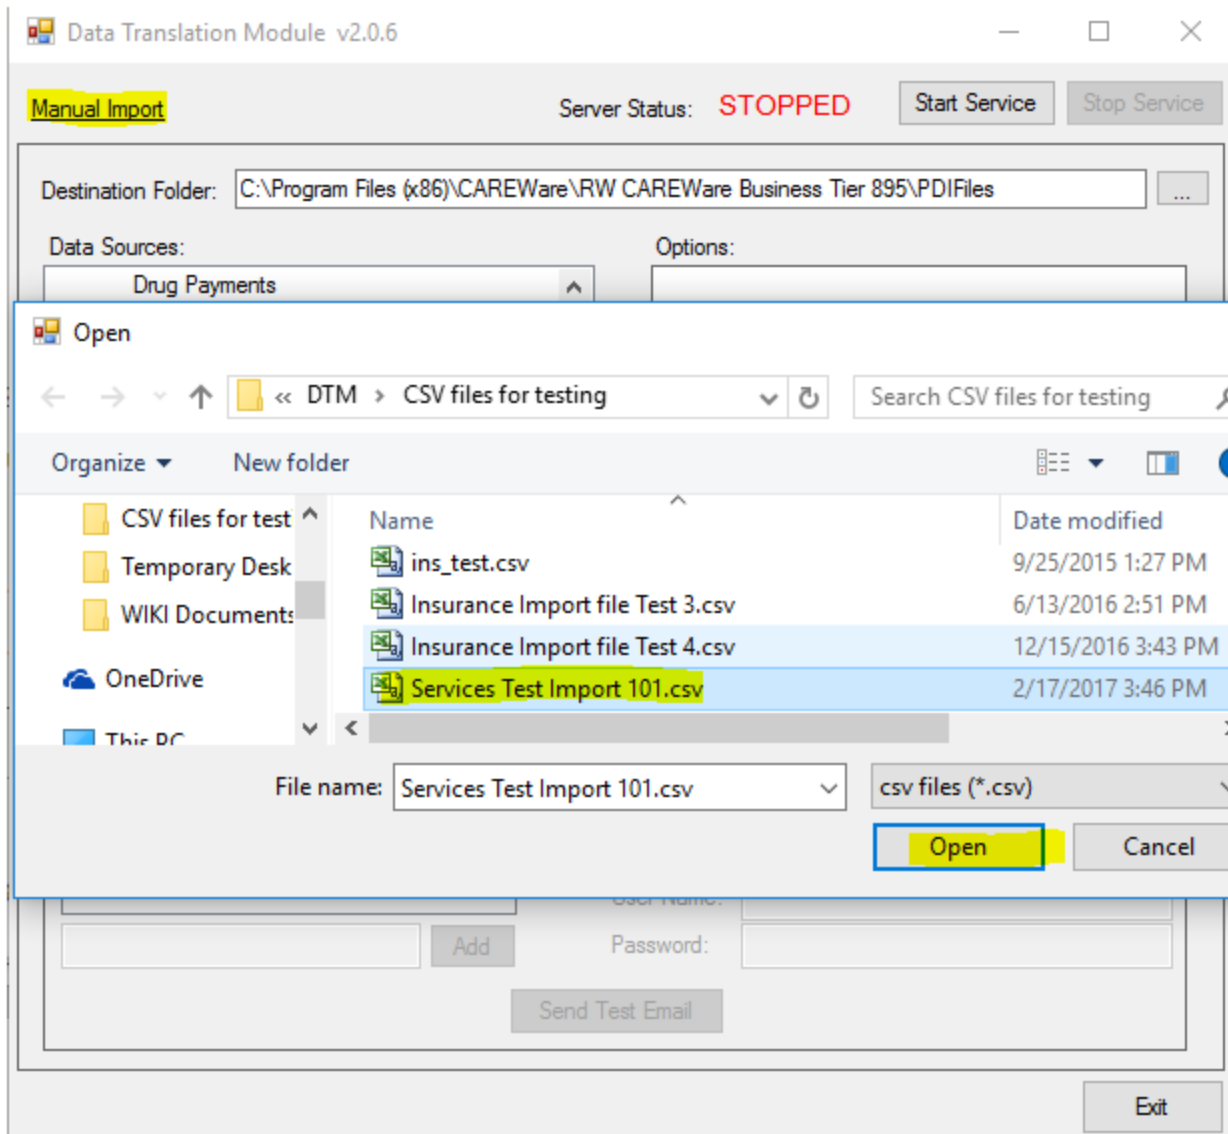 Data Translation Module v2.0.6
Manual Import
Server Status: STOPPED
Start Service
Stop Service
Destination Folder: C:\Program Files (x86)\CAREWare\RW CAREWare Business Tier 895\PDIFiles
...
Data Sources:
Options:
Drug Payments
Open
« DTM > CSV files for testing
Search CSV files for testing
Organize
New folder
CSV files for test
Temporary Desk
WIKI Documents
OneDrive
This PC
Name
Date modified
ins_test.csv 9/25/2015 1:27 PM
Insurance Import file Test 3.csv 6/13/2016 2:51 PM
Insurance Import file Test 4.csv 12/15/2016 3:43 PM
Services Test Import 101.csv 2/17/2017 3:46 PM
File name: Services Test Import 101.csv
csv files (*.csv)
Open
Cancel
User Name:
Add
Password:
Send Test Email
Exit